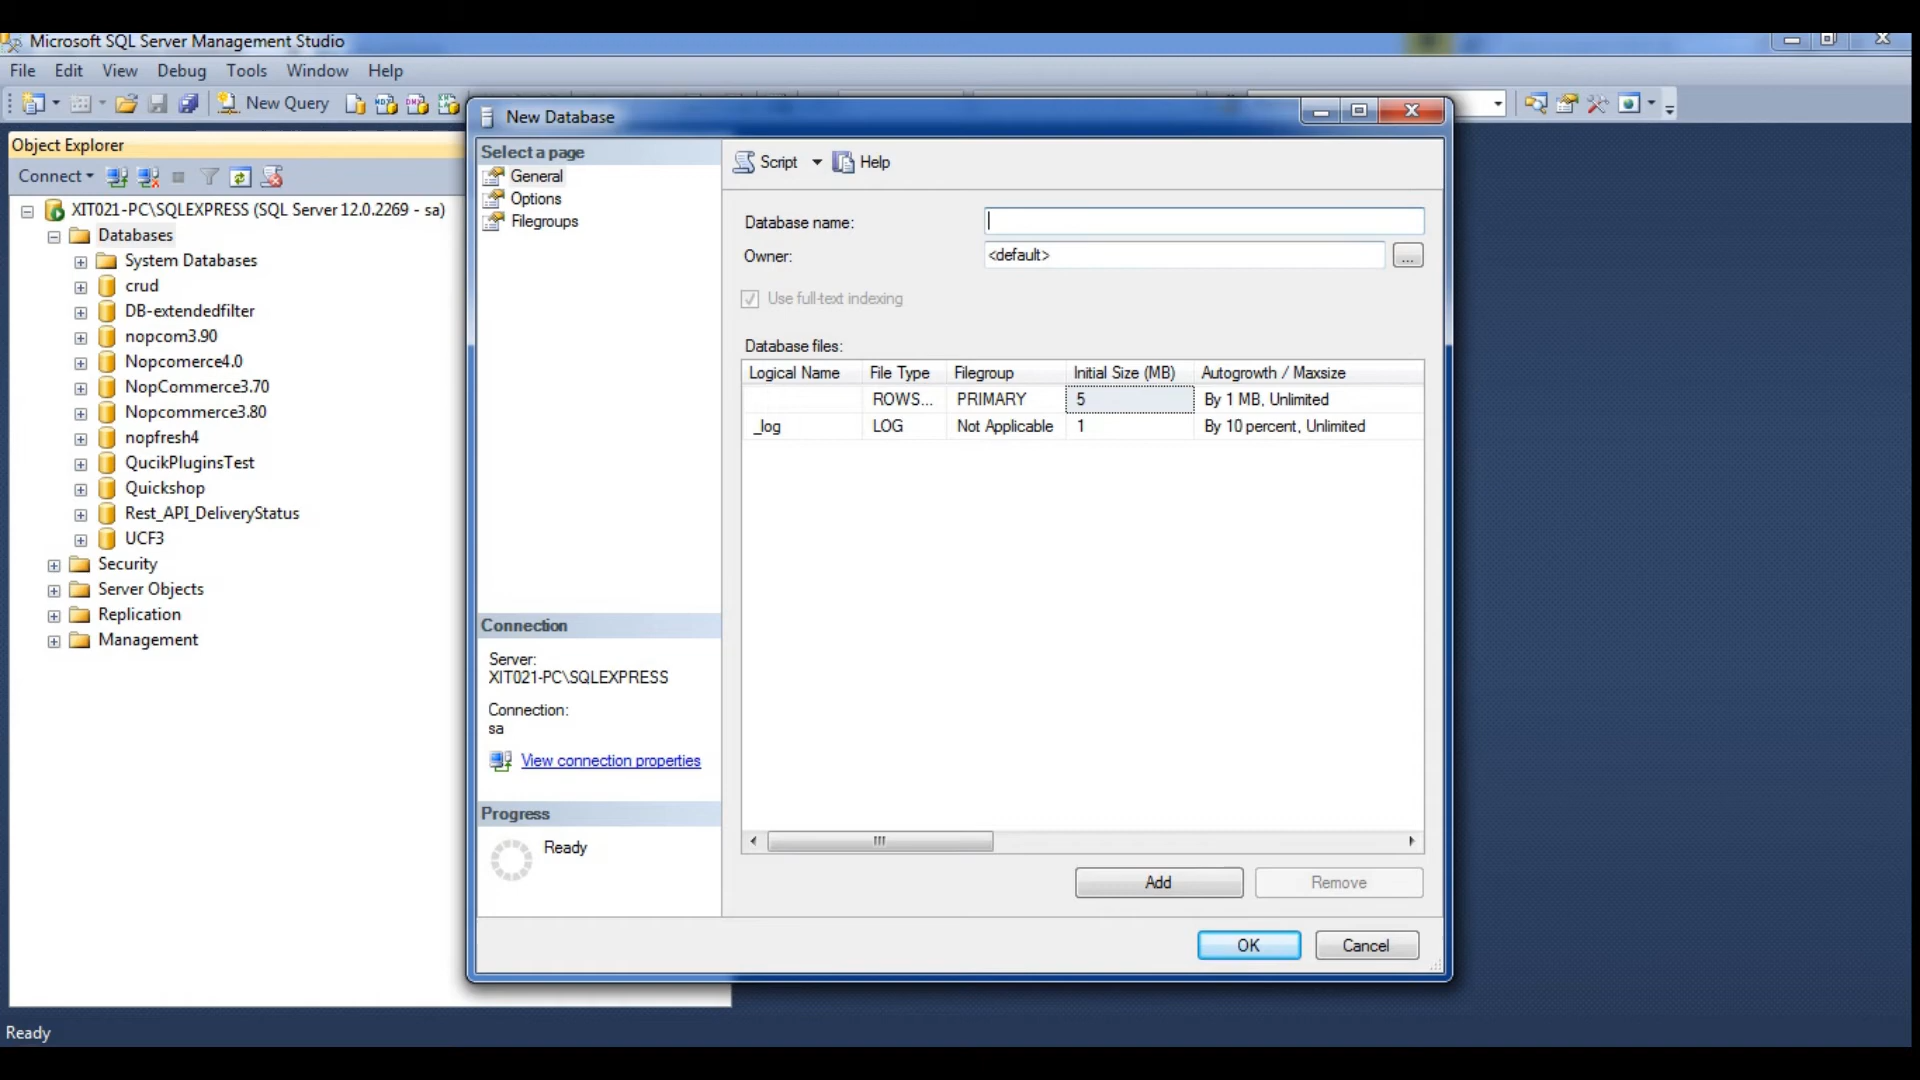 Microsoft SQL Server Management Studio
File Edit View Debug Tools Window Help
New Query
Object Explorer
Connect
XIT021-PC\SQLEXPRESS (SQL Server 12.0.2269 - sa)
Databases
System Databases
crud
DB-extendedfilter
nopcom3.90
Nopcomerce4.0
NopCommerce3.70
Nopcommerce3.80
nopfresh4
QucikPluginsTest
Quickshop
Rest_API_DeliveryStatus
UCF3
Security
Server Objects
Replication
Management
New Database
Select a page
General
Options
Filegroups
Connection
Server:
XIT021-PC\SQLEXPRESS
Connection:
sa
View connection properties
Progress
Ready
Script Help
Database name:
Owner: <default> ...
Use full-text indexing
Database files:
Logical Name File Type Filegroup Initial Size (MB) Autogrowth / Maxsize
ROWS... PRIMARY 5 By 1 MB, Unlimited
_log LOG Not Applicable 1 By 10 percent, Unlimited
Add Remove
OK Cancel
Ready